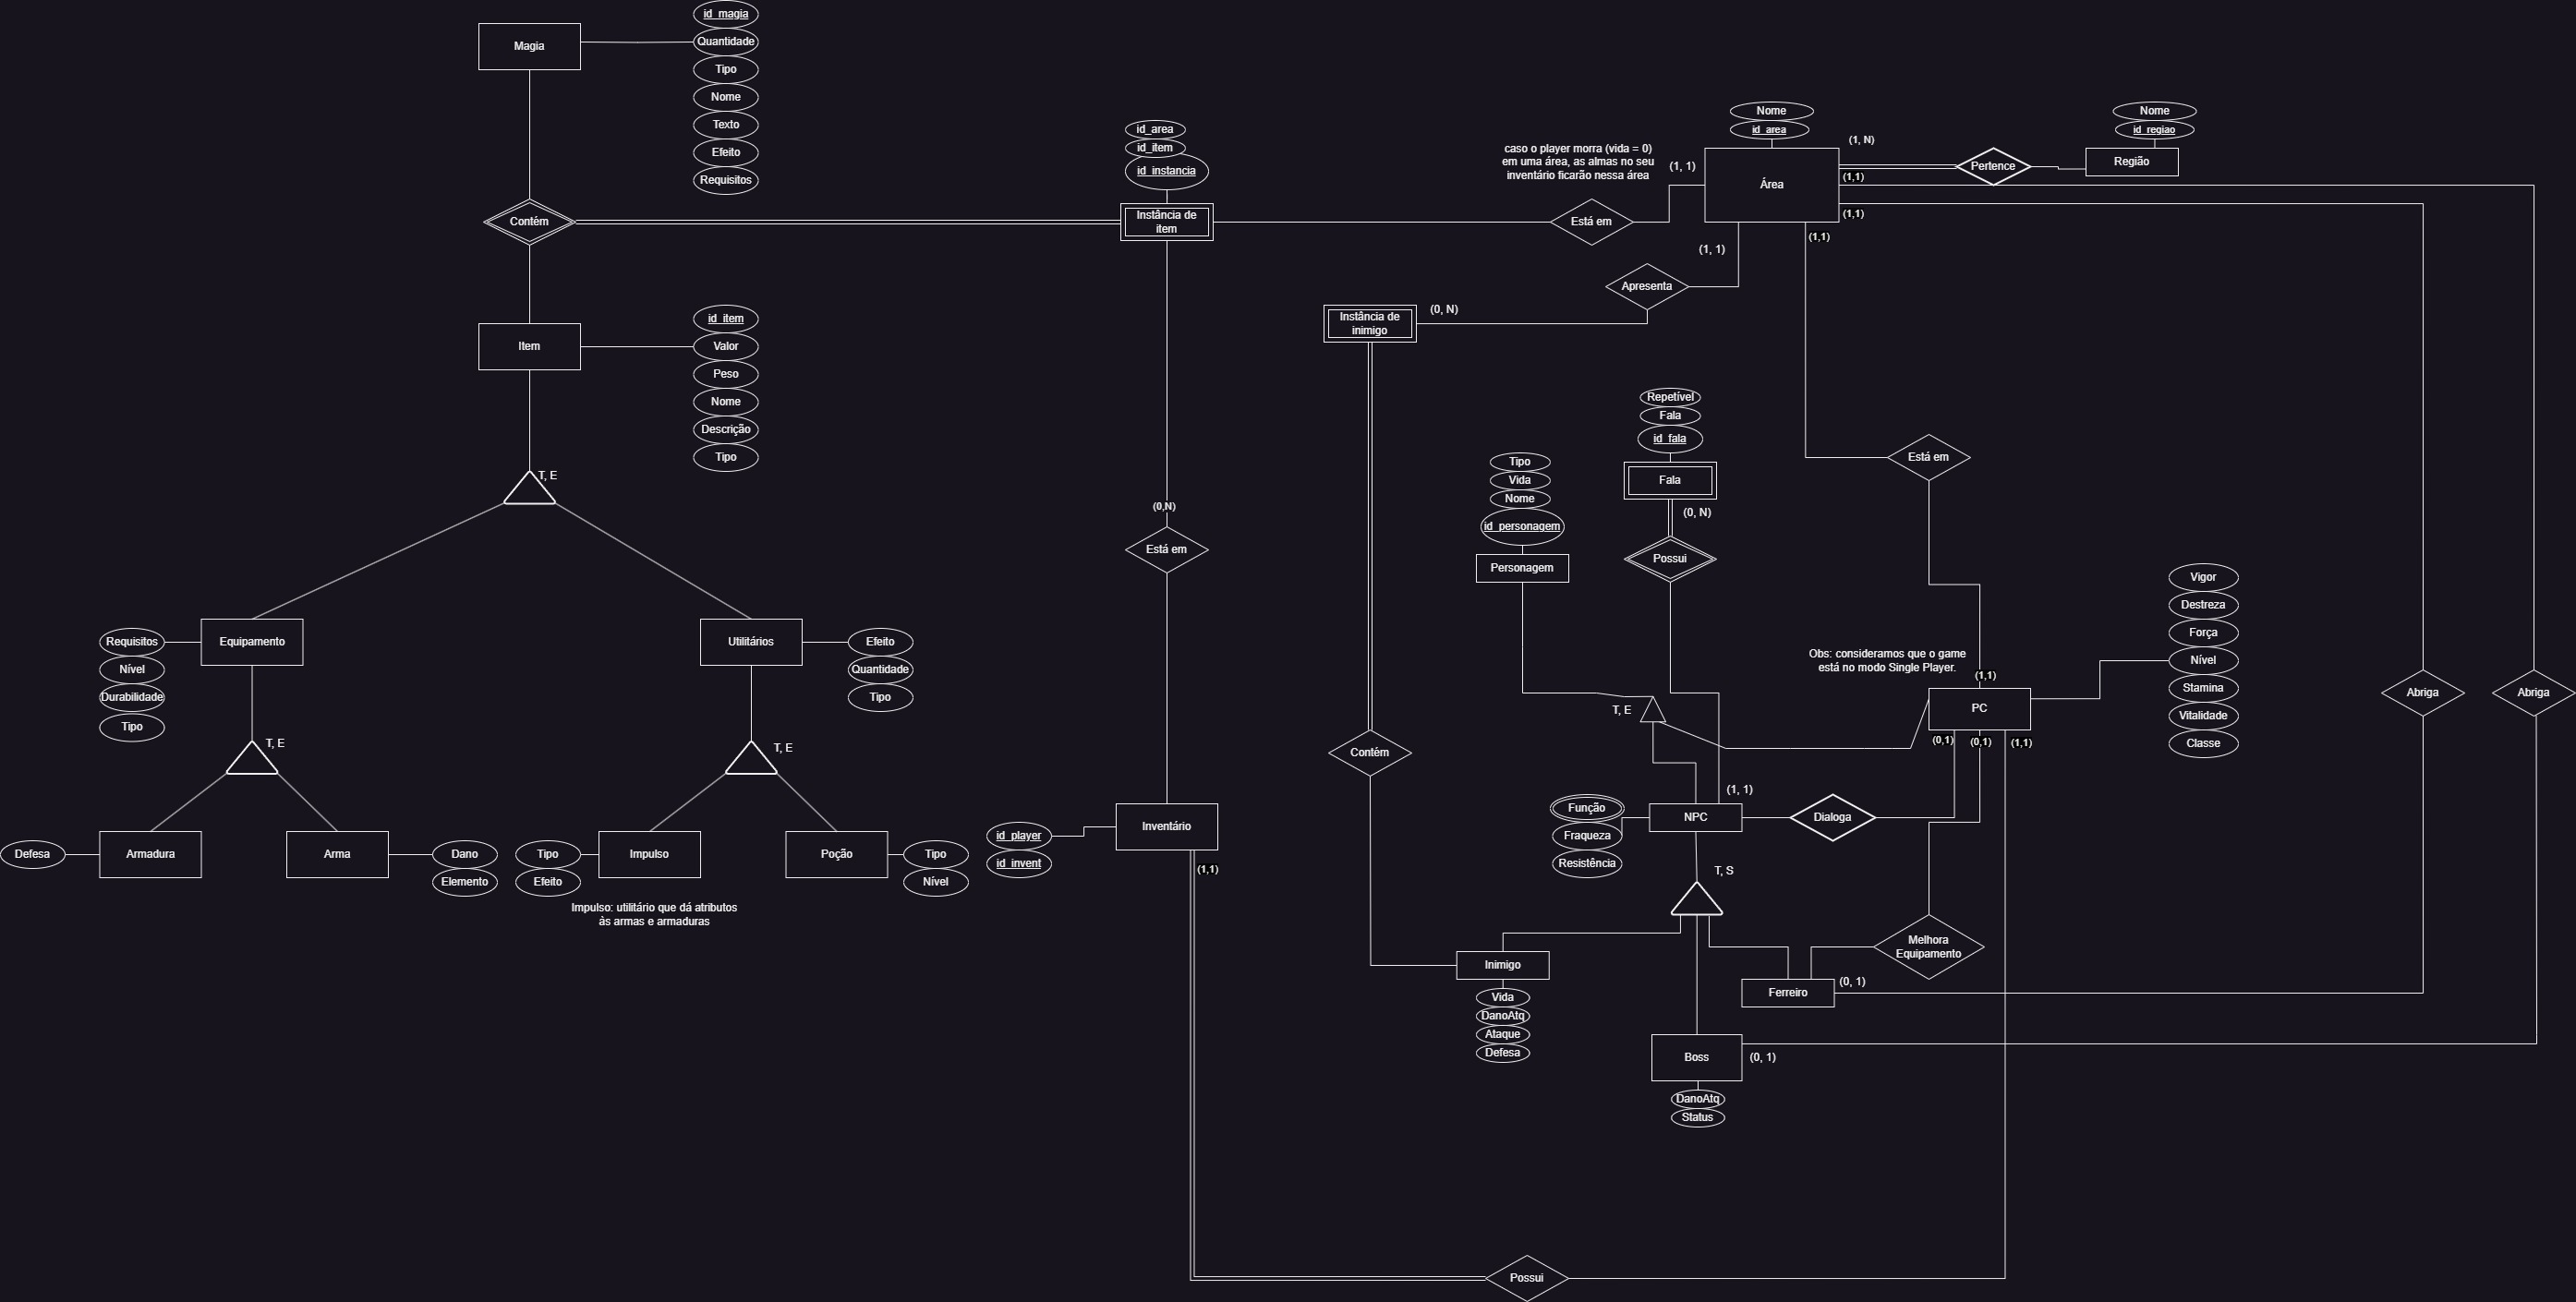 id_magia
Magia
Quantidade
Tipo
Nome
Texto
Efeito
Requisitos
Contém
id_area
id_item
id_instancia
Instância de
item
caso o player morra (vida = 0)
em uma área, as almas no seu
inventário ficarão nessa área
Está em
(1, 1)
Nome
id_area
Área
(1, N)
(1,1)
(1,1)
(1,1)
(1, 1)
Pertence
Nome
id_regiao
Região
Apresenta
(0, N)
Instância de
inimigo
id_item
Item
Valor
Peso
Nome
Descrição
Tipo
T, E
Repetível
Fala
id_fala
Fala
(0, N)
Possui
Tipo
Vida
Nome
id_personagem
Personagem
Está em
(0,N)
Está em
Requisitos
Equipamento
Nível
Durabilidade
Tipo
Utilitários
Efeito
Quantidade
Tipo
Obs: consideramos que o game
está no modo Single Player.
(1,1)
PC
(0,1)
(0,1)
(1,1)
Vigor
Destreza
Força
Nível
Stamina
Vitalidade
Classe
Abriga
Abriga
T, E
T, E
T, E
Contém
Defesa
Armadura
Arma
Dano
Elemento
Tipo
Efeito
Impulso
Poção
Tipo
Nível
Impulso: utilitário que dá atributos
às armas e armaduras
id_player
id_invent
Inventário
(1,1)
Função
Fraqueza
Resistência
NPC
(1, 1)
Dialoga
T, S
Melhora
Equipamento
Inimigo
Vida
DanoAtq
Ataque
Defesa
Ferreiro
(0, 1)
Boss
(0, 1)
DanoAtq
Status
Possui